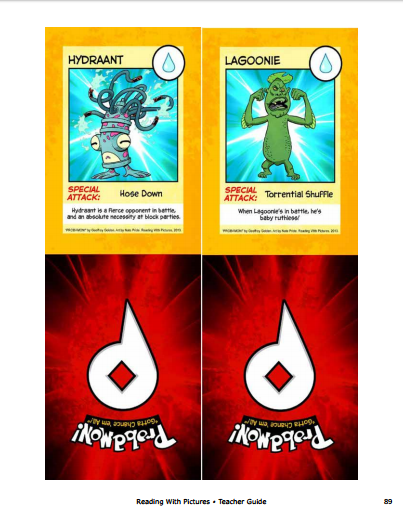 HYDRAANT
SPECIAL ATTACK: Hose Down
Hydraant is a fierce opponent in battle,
and an absolute necessity at block parties.
PROBAMON! by Geoffrey Golden. Art by Nate Pride. Reading With Pictures, 2013
LAGOONIE
SPECIAL ATTACK: Torrential Shuffle
When Lagoonie's in battle, he's
baby ruthless!
PROBAMON! by Geoffrey Golden. Art by Nate Pride. Reading With Pictures, 2013
"Gotta Chance 'em All!"
Probamon!
"Gotta Chance 'em All!"
Probamon!
Reading With Pictures • Teacher Guide
89